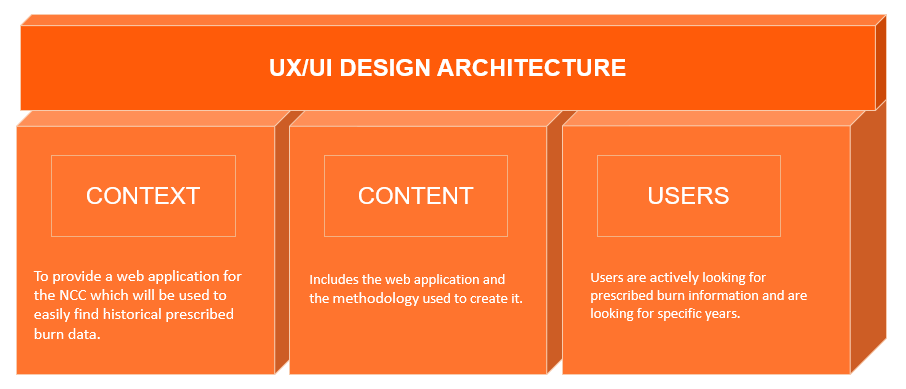 UX/UI DESIGN ARCHITECTURE
CONTEXT
To provide a web application for
the NCC which will be used to
easily find historical prescribed
burn data.
CONTENT
Includes the web application and
the methodology used to create it.
USERS
Users are actively looking for
prescribed burn information and are
looking for specific years.